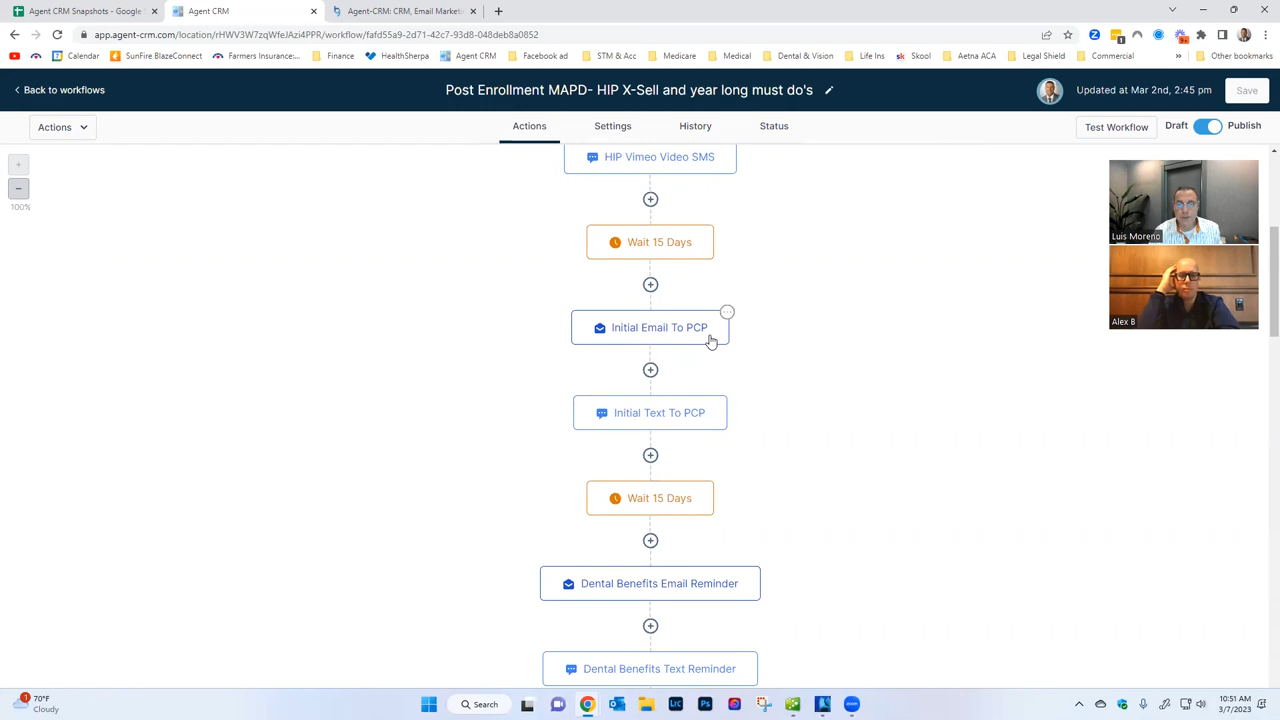 Agent CRM Snapshots - Google S
Agent CRM
Agent-CRM: CRM, Email Marketi
app.agent-crm.com/location/rHWV3W7zqWfeJAzi4PPR/workflow/fafd55a9-2d71-42c7-93d8-048deb8a0852
Calendar
SunFire BlazeConnect
Farmers Insurance:...
Finance
HealthSherpa
Agent CRM
Facebook ad
STM & Acc
Medicare
Medical
Dental & Vision
Life Ins
sk Skool
Aetna ACA
Legal Shield
Commercial
»
Other bookmarks
Back to workflows
Post Enrollment MAPD- HIP X-Sell and year long must do's
Updated at Mar 2nd, 2:45 pm
Save
Actions
Actions
Settings
History
Status
Test Workflow
Draft
Publish
100%
HIP Vimeo Video SMS
Wait 15 Days
Initial Email To PCP
Initial Text To PCP
Wait 15 Days
Dental Benefits Email Reminder
Dental Benefits Text Reminder
Luis Moreno
Alex B
1
70°F
Cloudy
Search
LrC
Ps
zoom
10:51 AM
3/7/2023